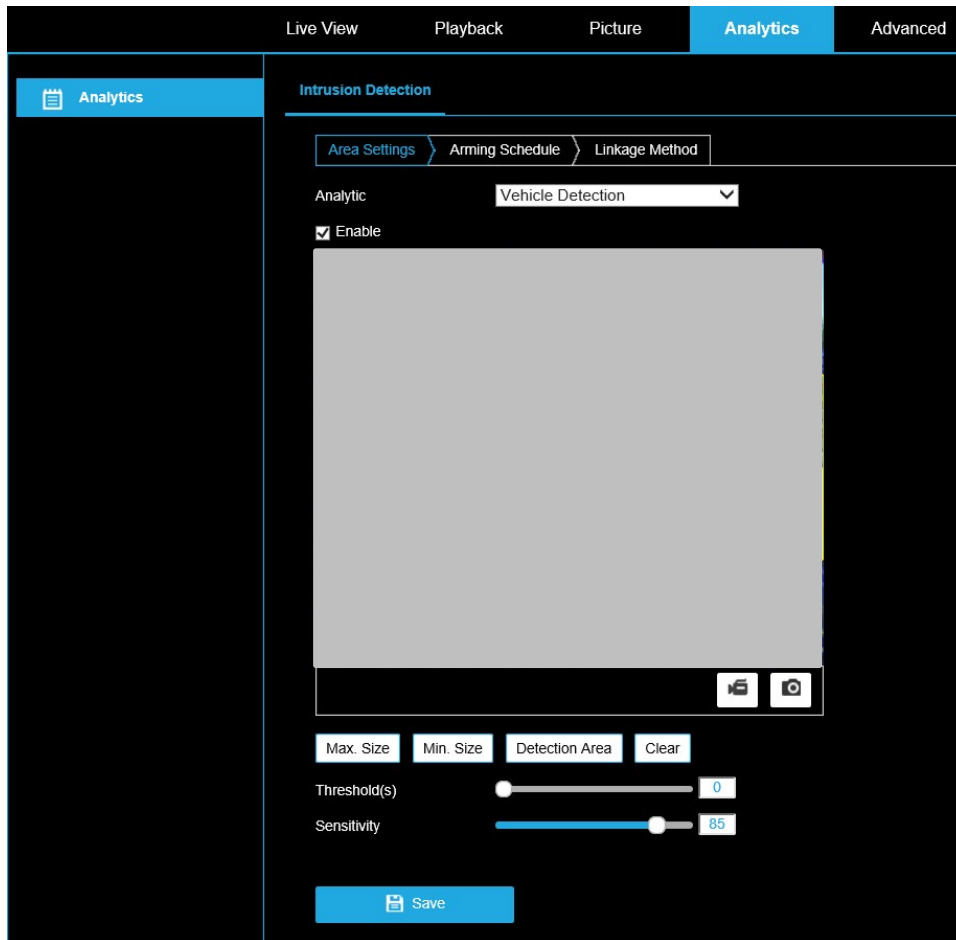 Live View Playback Picture Analytics Advanced
Analytics
Intrusion Detection
Area Settings Arming Schedule Linkage Method
Analytic Vehicle Detection
Enable
Max. Size Min. Size Detection Area Clear
Threshold(s) 0
Sensitivity 85
Save